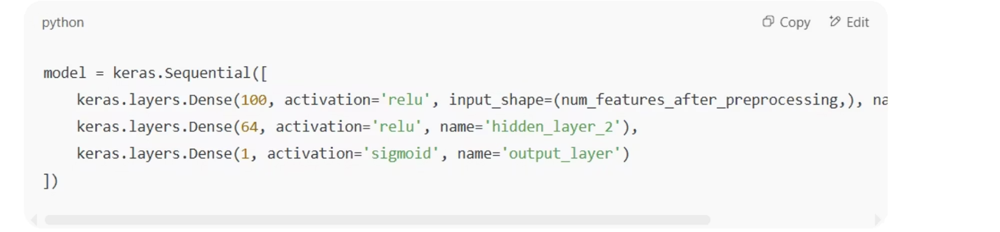 python
Copy Edit
model = keras.Sequential([
    keras.layers.Dense(100, activation='relu', input_shape=(num_features_after_preprocessing,), na
    keras.layers.Dense(64, activation='relu', name='hidden_layer_2'),
    keras.layers.Dense(1, activation='sigmoid', name='output_layer')
])